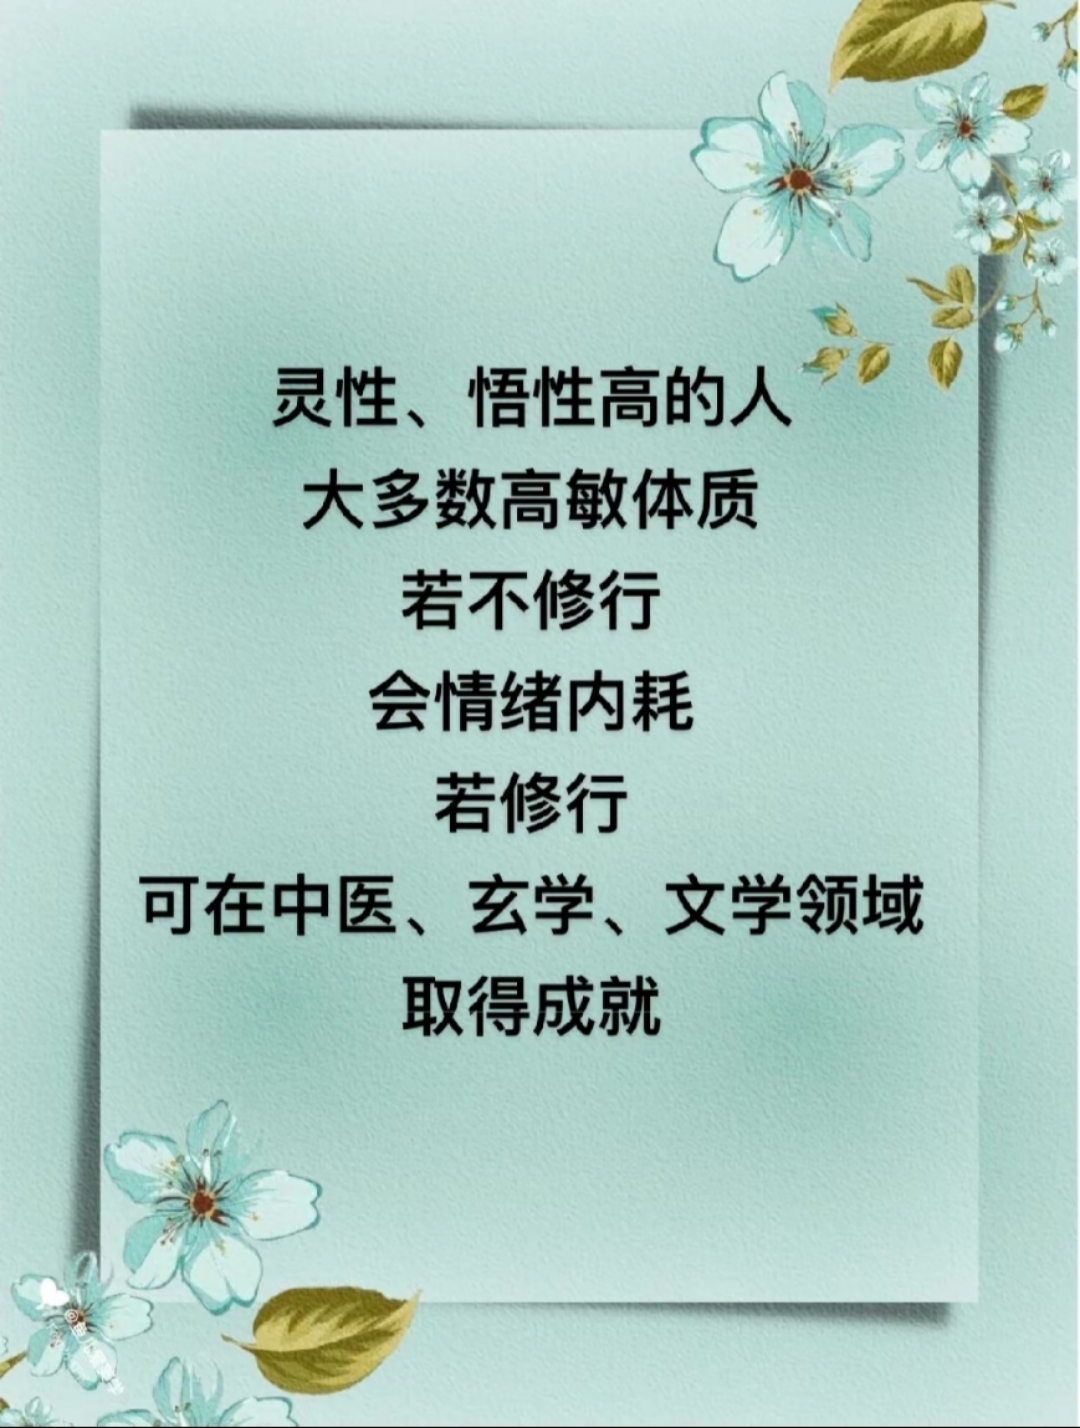 灵性、悟性高的人
大多数高敏体质
若不修行
会情绪内耗
若修行
可在中医、玄学、文学领域
取得成就